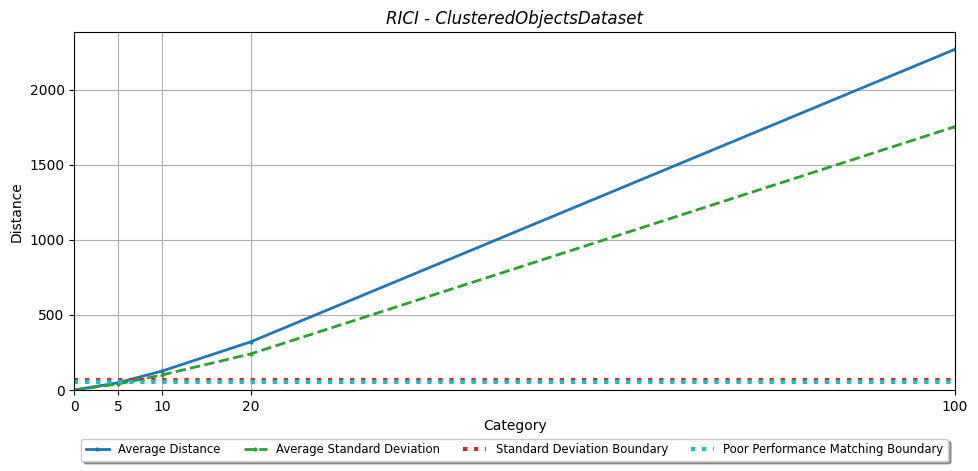 RICI - ClusteredObjectsDataset
Distance
2000
1500
1000
500
0
0 5 10 20 100
Category
Average Distance Average Standard Deviation Standard Deviation Boundary Poor Performance Matching Boundary